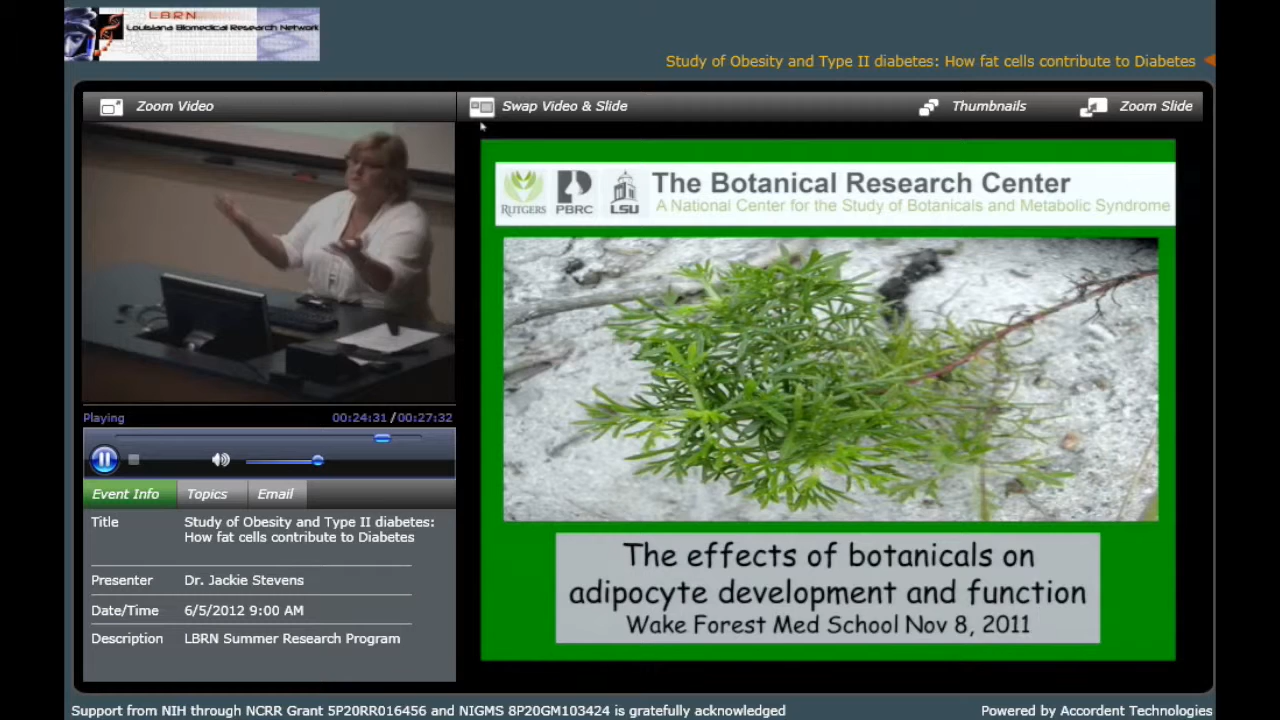 LBRN
Louisiana Biomedical Research Network
Study of Obesity and Type II diabetes: How fat cells contribute to Diabetes
Zoom Video
Swap Video & Slide
Thumbnails
Zoom Slide
RUTGERS
PBRC
LSU
The Botanical Research Center
A National Center for the Study of Botanicals and Metabolic Syndrome
Playing
00:24:31 /00:27:32
Event Info
Topics
Email
Title
Study of Obesity and Type II diabetes:
How fat cells contribute to Diabetes
Presenter
Dr. Jackie Stevens
Date/Time
6/5/2012 9:00 AM
Description
LBRN Summer Research Program
The effects of botanicals on
adipocyte development and function
Wake Forest Med School Nov 8, 2011
Support from NIH through NCRR Grant 5P20RR016456 and NIGMS 8P20GM103424 is gratefully acknowledged
Powered by Accordent Technologies